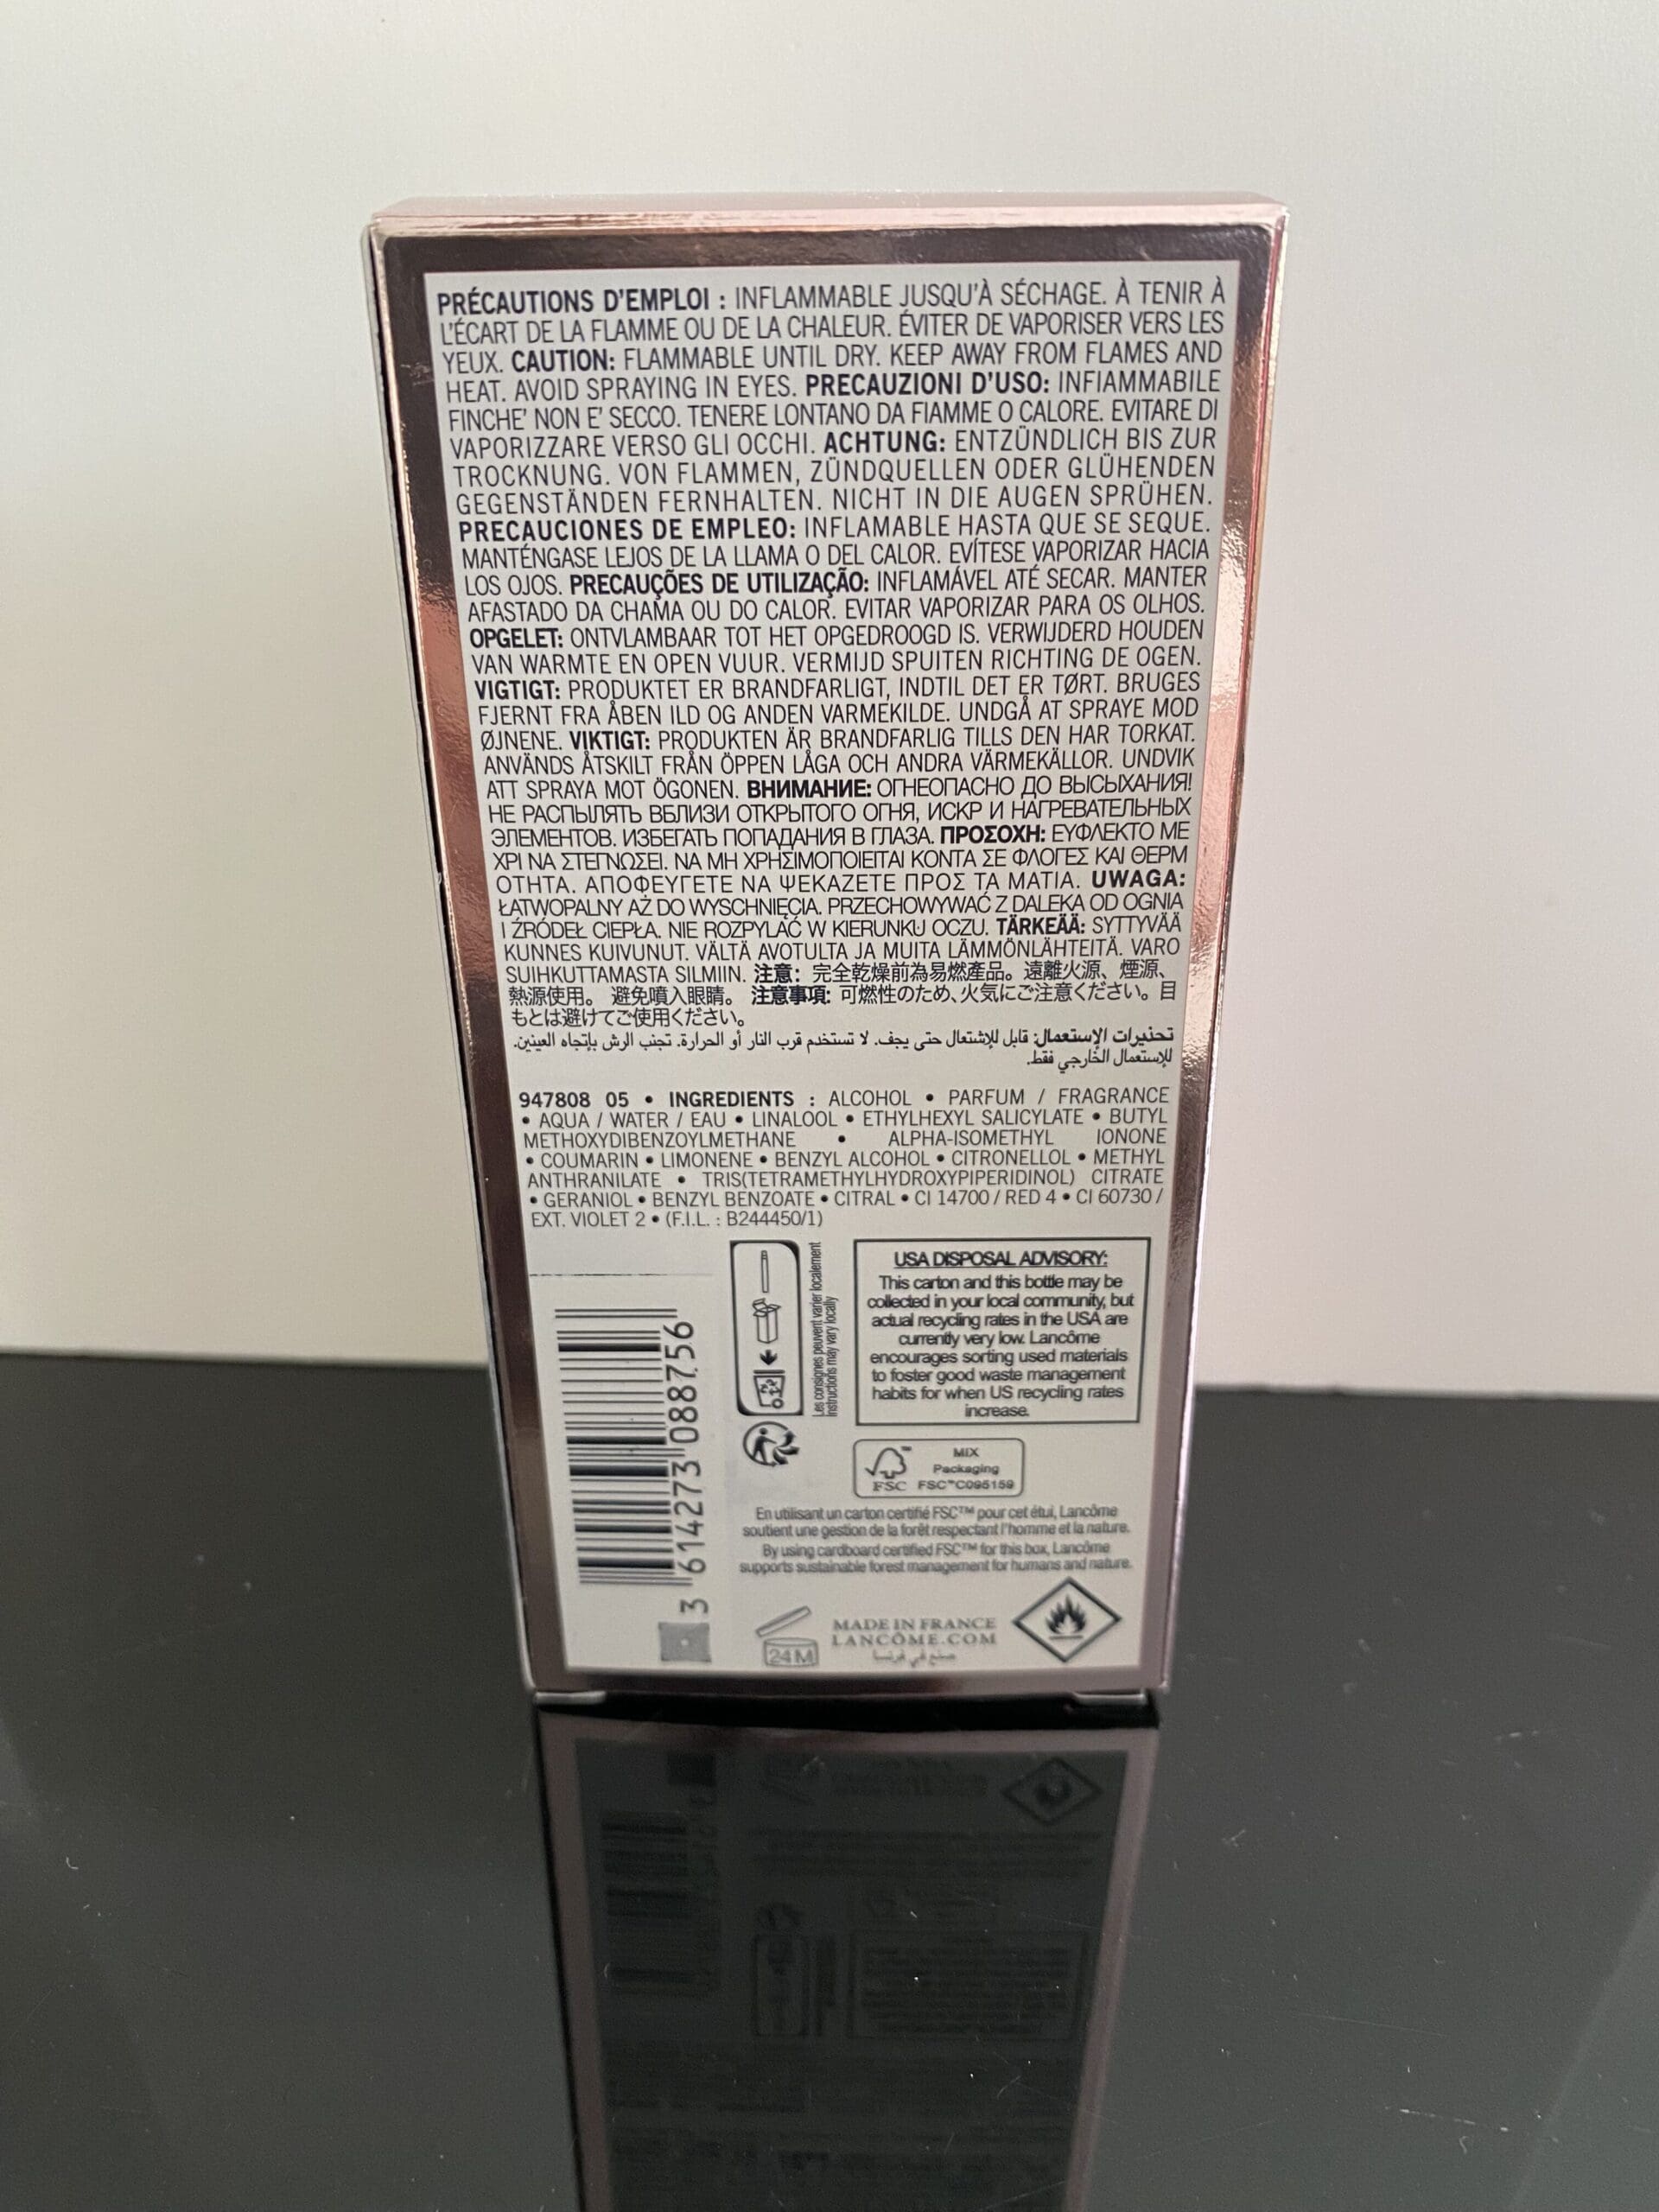 PRÉCAUTIONS D'EMPLOI : INFLAMMABLE JUSQU'À SÉCHAGE. À TENIR À
L'ÉCART DE LA FLAMME OU DE LA CHALEUR. ÉVITER DE VAPORISER VERS LES
YEUX. CAUTION: FLAMMABLE UNTIL DRY. KEEP AWAY FROM FLAMES AND
HEAT. AVOID SPRAYING IN EYES. PRECAUZIONI D'USO: INFIAMMABILE
FINCHE' NON E' SECCO. TENERE LONTANO DA FIAMME O CALORE. EVITARE DI
VAPORIZZARE VERSO GLI OCCHI. ACHTUNG: ENTZÜNDLICH BIS ZUR
TROCKNUNG. VON FLAMMEN, ZÜNDQUELLEN ODER GLÜHENDEN
GEGENSTÄNDEN FERNHALTEN. NICHT IN DIE AUGEN SPRÜHEN.
PRECAUCIONES DE EMPLEO: INFLAMABLE HASTA QUE SE SEQUE.
MANTÉNGASE LEJOS DE LA LLAMA O DEL CALOR. EVÍTESE VAPORIZAR HACIA
LOS OJOS. PRECAUÇÕES DE UTILIZAÇÃO: INFLAMÁVEL ATÉ SECAR. MANTER
AFASTADO DA CHAMA OU DO CALOR. EVITAR VAPORIZAR PARA OS OLHOS.
OPGELET: ONTVLAMBAAR TOT HET OPGEDROOGD IS. VERWIJDERD HOUDEN
VAN WARMTE EN OPEN VUUR. VERMIJD SPUITEN RICHTING DE OGEN.
VIGTIGT: PRODUKTET ER BRANDFARLIGT, INDTIL DET ER TØRT. BRUGES
FJERNT FRA ÅBEN ILD OG ANDEN VARMEKILDE. UNDGÅ AT SPRAYE MOD
ØJNENE. VIKTIGT: PRODUKTEN ÄR BRANDFARLIG TILLS DEN HAR TORKAT.
ANVÄNDS ÅTSKILT FRÅN ÖPPEN LÅGA OCH ANDRA VÄRMEKÄLLOR. UNDVIK
ATT SPRAYA MOT ÖGONEN. ВНИМАНИЕ: ОГНЕОПАСНО ДО ВЫСЫХАНИЯ!
НЕ РАСПЫЛЯТЬ ВБЛИЗИ ОТКРЫТОГО ОГНЯ, ИСКР И НАГРЕВАТЕЛЬНЫХ
ЭЛЕМЕНТОВ. ИЗБЕГАТЬ ПОПАДАНИЯ В ГЛАЗА. ΠΡΟΣΟΧΗ: ΕΥΦΛΕΚΤΟ ΜΕ
ΧΡΙ ΝΑ ΣΤΕΓΝΩΣΕΙ. ΝΑ ΜΗ ΧΡΗΣΙΜΟΠΟΙΕΙΤΑΙ ΚΟΝΤΑ ΣΕ ΦΛΟΓΕΣ ΚΑΙ ΘΕΡΜ
ΟΤΗΤΑ. ΑΠΟΦΕΥΓΕΤΕ ΝΑ ΨΕΚΑΖΕΤΕ ΠΡΟΣ ΤΑ ΜΑΤΙΑ. UWAGA:
ŁATWOPALNY AŻ DO WYSCHNIĘCIA. PRZECHOWYWAĆ Z DALEKA OD OGNIA
I ŹRÓDEŁ CIEPŁA. NIE ROZPYLAĆ W KIERUNKU OCZU. TÄRKEÄÄ: SYTTYVÄÄ
KUNNES KUIVUNUT. VÄLTÄ AVOTULTA JA MUITA LÄMMÖNLÄHTEITÄ. VARO
SUIHKUTTAMASTA SILMIIN. 注意：完全乾燥前為易燃產品。遠離火源、煙源、
熱源使用。 避免噴入眼睛。 注意事項: 可燃性のため、火気にご注意ください。目
もとは避けてご使用ください。
تحذيرات الإستعمال: قابل للإشتعال حتى يجف. لا تستخدم قرب النار أو الحرارة. تجنب الرش بإتجاه العينين.
للإستعمال الخارجي فقط.
947808 05 • INGREDIENTS : ALCOHOL • PARFUM / FRAGRANCE
• AQUA / WATER / EAU • LINALOOL • ETHYLHEXYL SALICYLATE • BUTYL
METHOXYDIBENZOYLMETHANE • ALPHA-ISOMETHYL IONONE
• COUMARIN • LIMONENE • BENZYL ALCOHOL • CITRONELLOL • METHYL
ANTHRANILATE • TRIS(TETRAMETHYLHYDROXYPIPERIDINOL) CITRATE
• GERANIOL • BENZYL BENZOATE • CITRAL • CI 14700 / RED 4 • CI 60730 /
EXT. VIOLET 2 • (F.I.L. : B244450/1)
3 614273 088756
Les consignes peuvent varier localement
Instructions may vary locally
USA DISPOSAL ADVISORY:
This carton and this bottle may be
collected in your local community, but
actual recycling rates in the USA are
currently very low. Lancôme
encourages sorting used materials
to foster good waste management
habits for when US recycling rates
increase.
FSC™
MIX
Packaging
FSC™ C095159
En utilisant un carton certifié FSC™ pour cet étui, Lancôme
soutient une gestion de la forêt respectant l'homme et la nature.
By using cardboard certified FSC™ for this box, Lancôme
supports sustainable forest management for humans and nature.
24M
MADE IN FRANCE
LANCÔME.COM
صنع في فرنسا